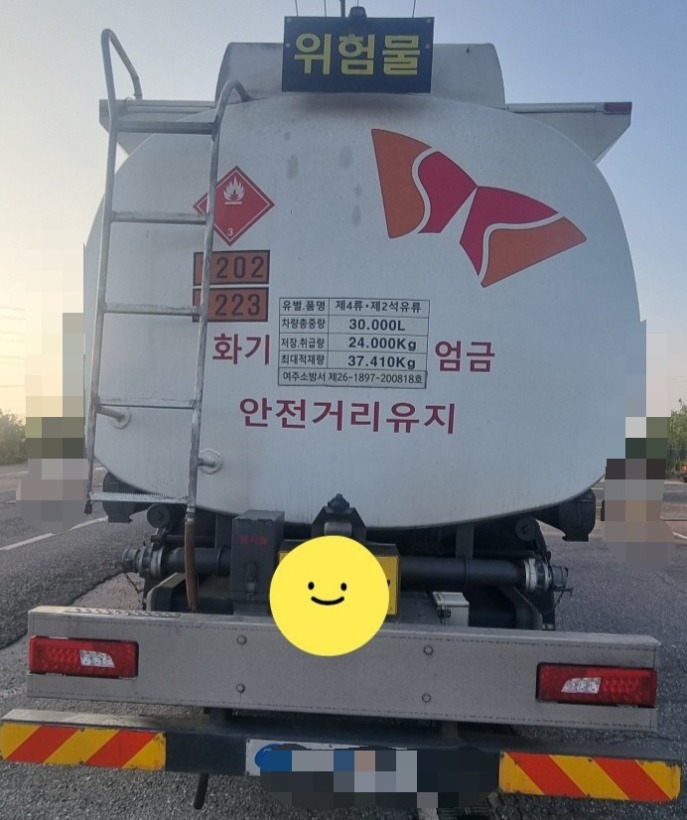 위험물
3
202
223
유별.품명 제4류·제2석유류
차량총중량 30.000L
저장.취급량 24.000Kg
최대적재량 37.410Kg
여주소방서 제26-1897-200818호
화기 엄금
안전거리유지